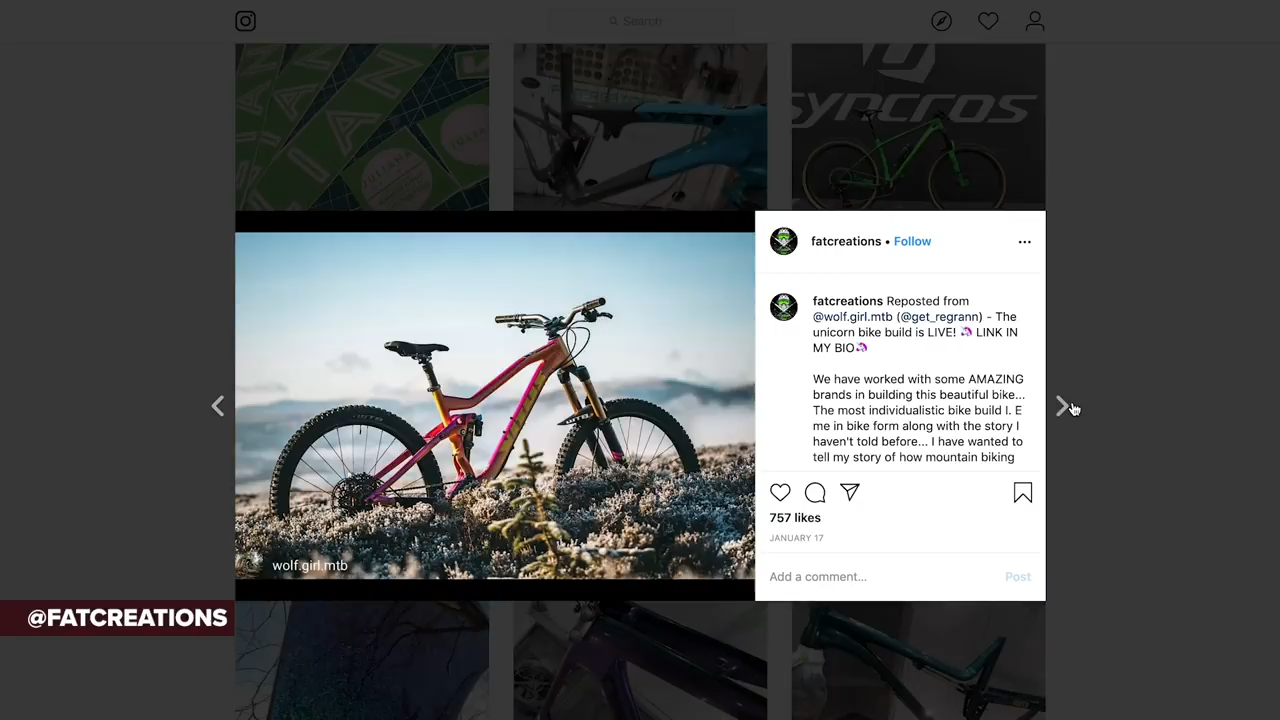 Search
SYNCROS
JULIANA
fatcreations • Follow
fatcreations Reposted from
@wolf.girl.mtb (@get_regrann) - The
unicorn bike build is LIVE! 🦄 LINK IN
MY BIO🦄
We have worked with some AMAZING
brands in building this beautiful bike...
The most individualistic bike build I. E
me in bike form along with the story I
haven't told before... I have wanted to
tell my story of how mountain biking
757 likes
JANUARY 17
Add a comment...
Post
wolf.girl.mtb
@FATCREATIONS